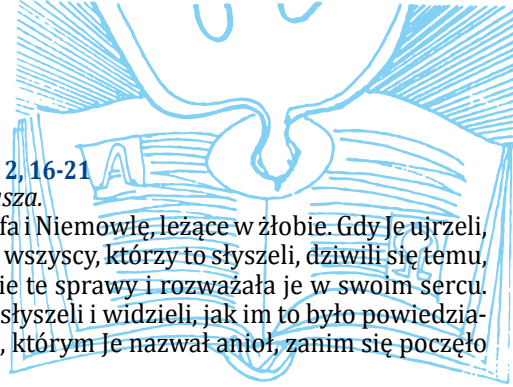 2, 16-21
usza.
fa i Niemowlę, leżące w żłobie. Gdy Je ujrzeli,
wszyscy, którzy to słyszeli, dziwili się temu,
ie te sprawy i rozważała je w swoim sercu.
słyszeli i widzieli, jak im to było powiedzia-
, którym Je nazwał anioł, zanim się poczęło